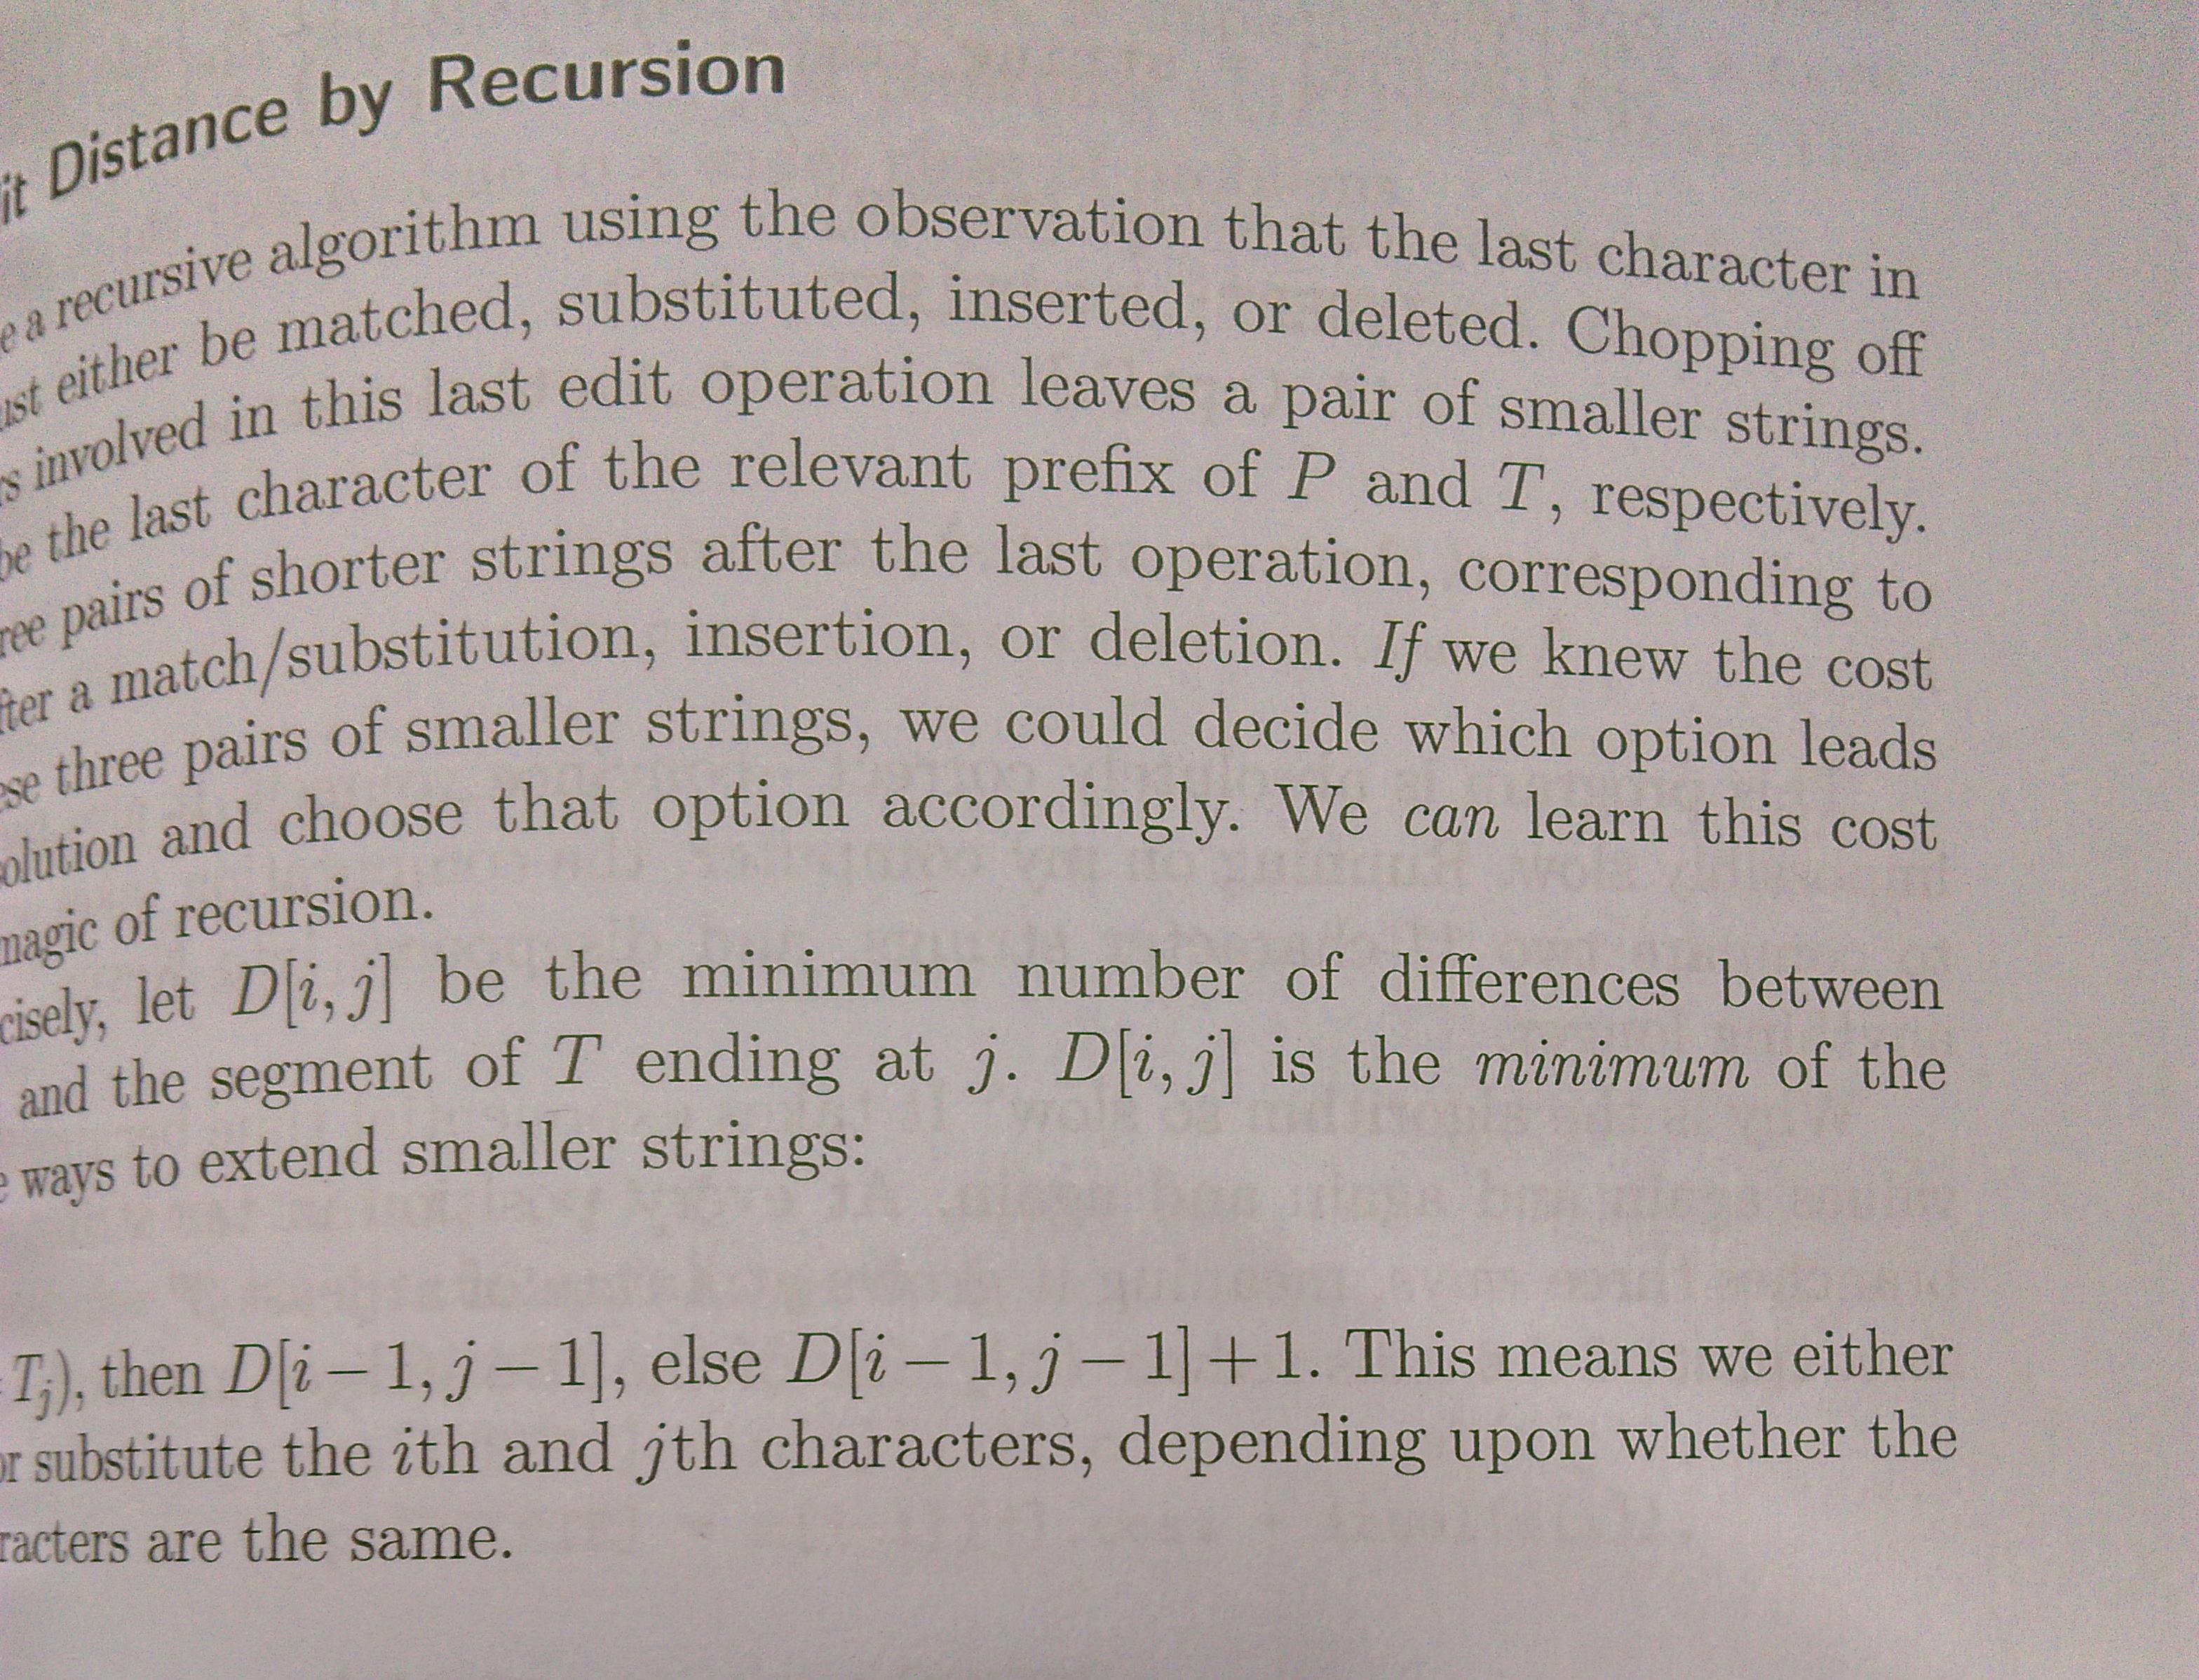 it Distance by Recursion
e a recursive algorithm using the observation that the last character in
ust either be matched, substituted, inserted, or deleted. Chopping off
rs involved in this last edit operation leaves a pair of smaller strings.
be the last character of the relevant prefix of P and T, respectively.
ree pairs of shorter strings after the last operation, corresponding to
fter a match/substitution, insertion, or deletion. If we knew the cost
ese three pairs of smaller strings, we could decide which option leads
olution and choose that option accordingly. We can learn this cost
magic of recursion.
cisely, let D[i, j] be the minimum number of differences between
and the segment of T ending at j. D[i, j] is the minimum of the
e ways to extend smaller strings:
T_j), then D[i − 1, j − 1], else D[i − 1, j − 1] + 1. This means we either
or substitute the ith and jth characters, depending upon whether the
racters are the same.